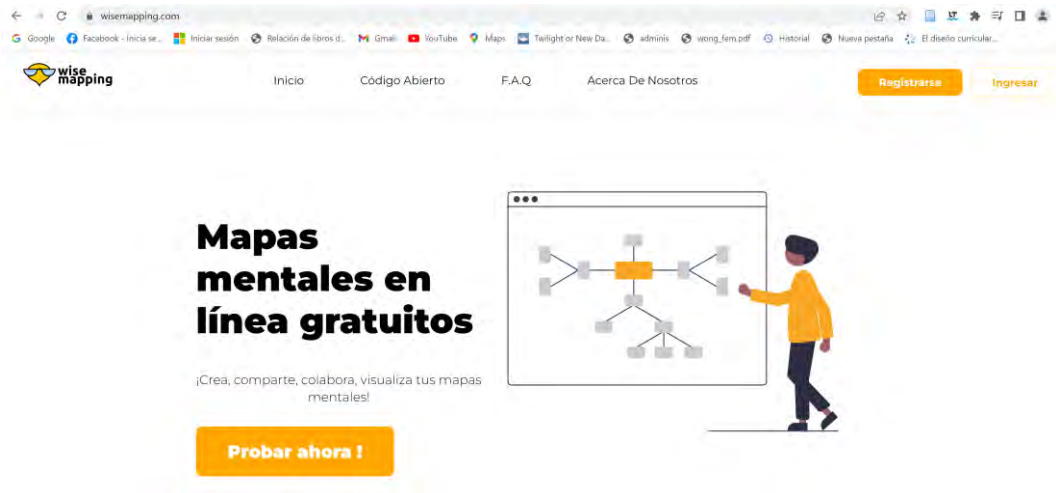 wisemapping.com
Google Facebook - Inicia se... Iniciar sesión Relación de libros d... Gmail YouTube Maps Twilight or New Da... adminis wong_fem.pdf Historial Nueva pestaña El diseño curricular...
wise
mapping
Inicio Código Abierto F.A.Q Acerca De Nosotros Registrarse Ingresar
Mapas
mentales en
línea gratuitos
¡Crea, comparte, colabora, visualiza tus mapas
mentales!
Probar ahora !